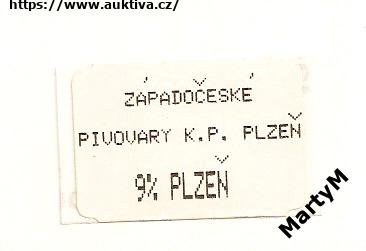 https://www.auktiva.cz/
ZÁPADOČESKÉ
PIVOVARY K.P. PLZEŇ
9% PLZEŇ
MartyM